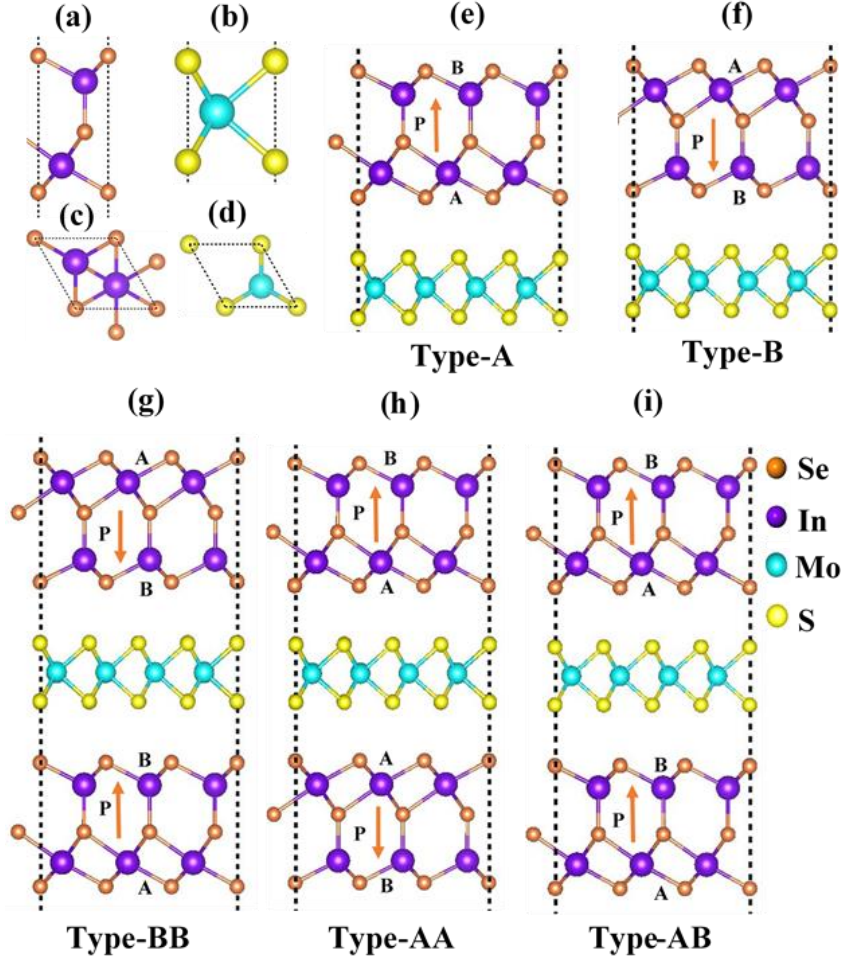 (a)
(b)
(e)
(f)
B
P
A
A
P
B
(c)
(d)
Type-A
Type-B
(g)
(h)
(i)
A
P
B
B
P
A
B
P
A
Se
In
Mo
S
B
P
A
A
P
B
B
P
A
Type-BB
Type-AA
Type-AB